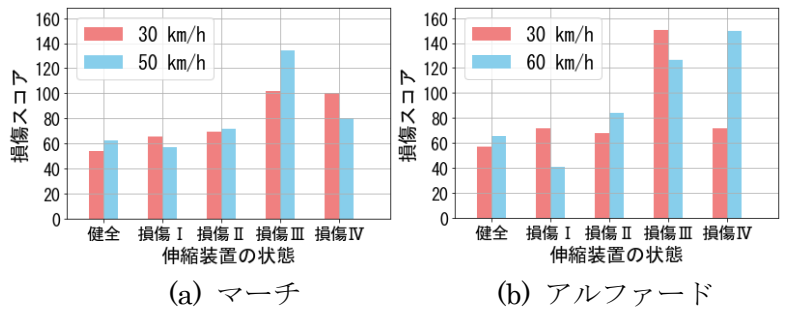 160
140
120
100
80
60
40
20
0
損傷スコア
30 km/h
50 km/h
健全 損傷Ⅰ 損傷Ⅱ 損傷Ⅲ 損傷Ⅳ
伸縮装置の状態
(a) マーチ
160
140
120
100
80
60
40
20
0
損傷スコア
30 km/h
60 km/h
健全 損傷Ⅰ 損傷Ⅱ 損傷Ⅲ 損傷Ⅳ
伸縮装置の状態
(b) アルファード